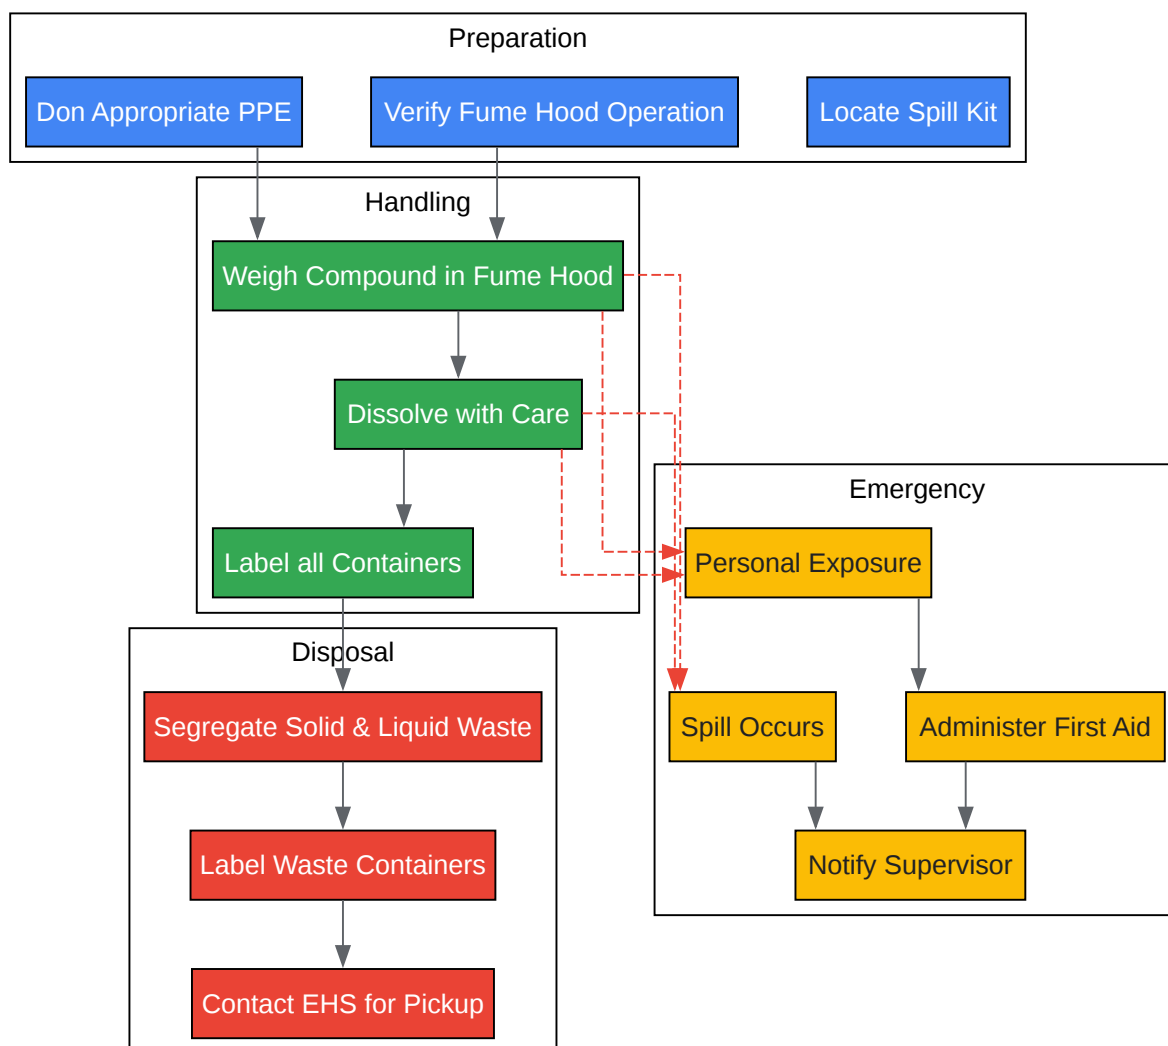 Preparation
Don Appropriate PPE
Verify Fume Hood Operation
Locate Spill Kit
Handling
Weigh Compound in Fume Hood
Dissolve with Care
Label all Containers
Emergency
Personal Exposure
Spill Occurs
Administer First Aid
Notify Supervisor
Disposal
Segregate Solid & Liquid Waste
Label Waste Containers
Contact EHS for Pickup